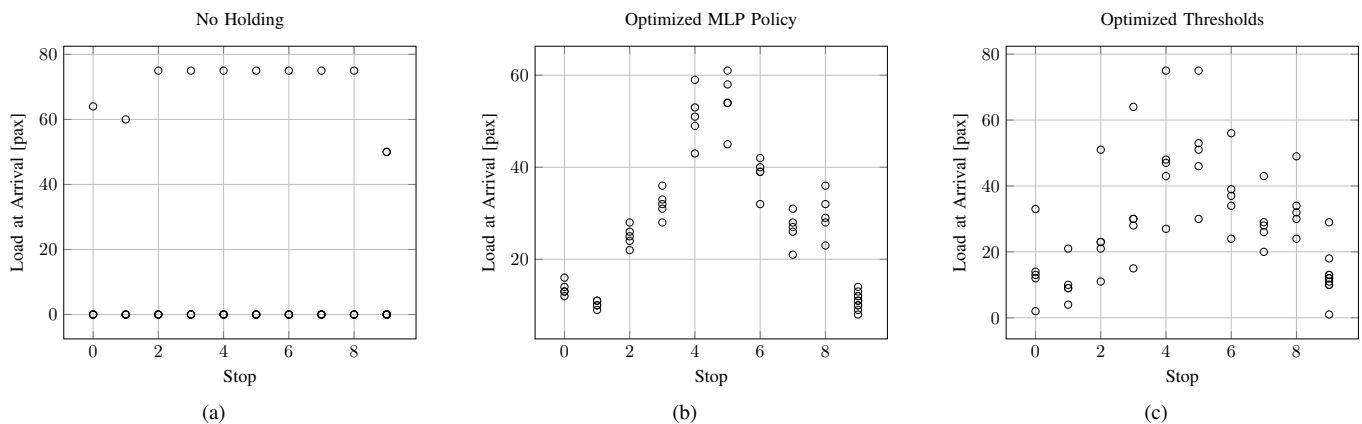 No Holding
80
60
40
20
0
0 2 4 6 8
Load at Arrival [pax]
Stop
(a)
Optimized MLP Policy
60
40
20
0 2 4 6 8
Load at Arrival [pax]
Stop
(b)
Optimized Thresholds
80
60
40
20
0
0 2 4 6 8
Load at Arrival [pax]
Stop
(c)